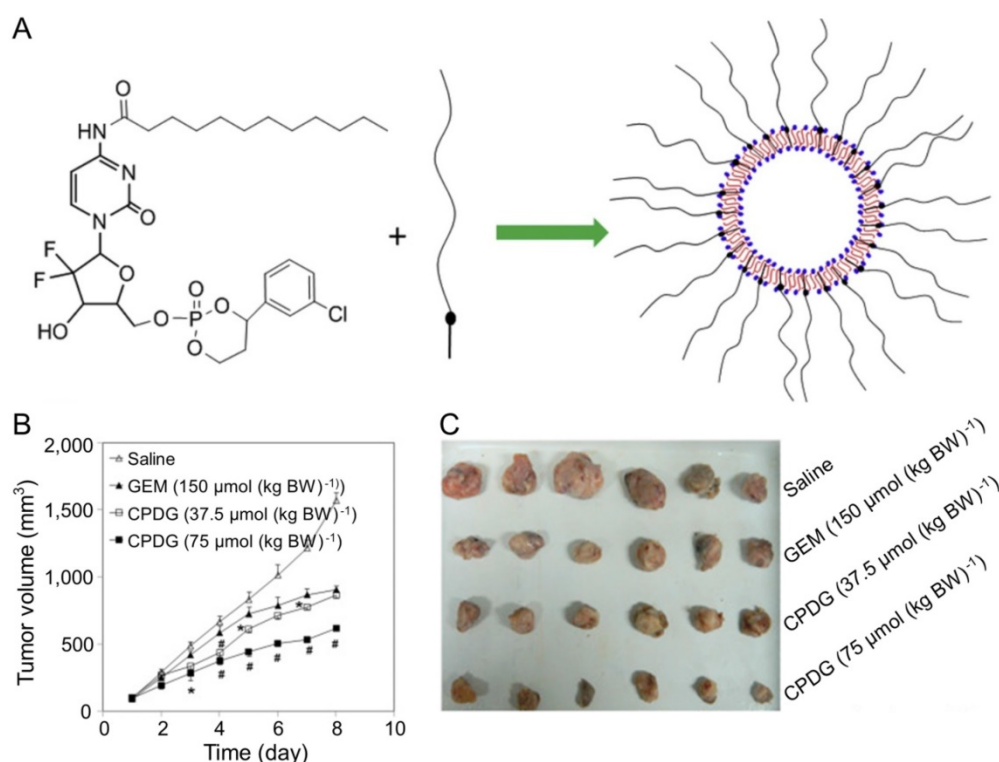 A
O
NH
N
N
O
F
F
O
HO
O
O
P
O
O
Cl
+
B
Tumor volume (mm³)
2,000
1,500
1,000
500
0
Saline
GEM (150 µmol (kg BW)⁻¹)
CPDG (37.5 µmol (kg BW)⁻¹)
CPDG (75 µmol (kg BW)⁻¹)
*
*
*
#
#
#
#
#
0 2 4 6 8 10
Time (day)
C
Saline
GEM (150 µmol (kg BW)⁻¹)
CPDG (37.5 µmol (kg BW)⁻¹)
CPDG (75 µmol (kg BW)⁻¹)